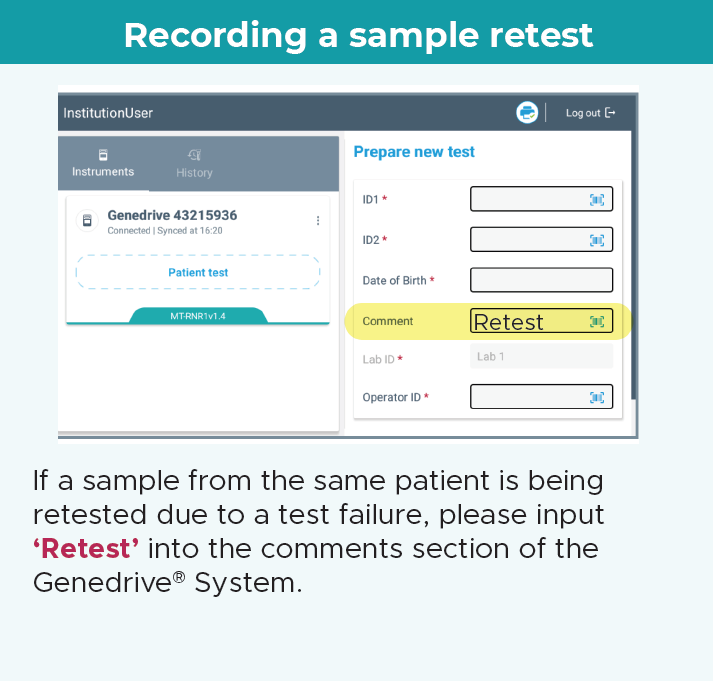 Recording a sample retest
InstitutionUser
Log out
Instruments
History
Genedrive 43215936
Connected | Synced at 16:20
Patient test
MT-RNR1v1.4
Prepare new test
ID1 *
ID2 *
Date of Birth *
Comment Retest
Lab ID * Lab 1
Operator ID *
If a sample from the same patient is being
retested due to a test failure, please input
‘Retest’ into the comments section of the
Genedrive® System.